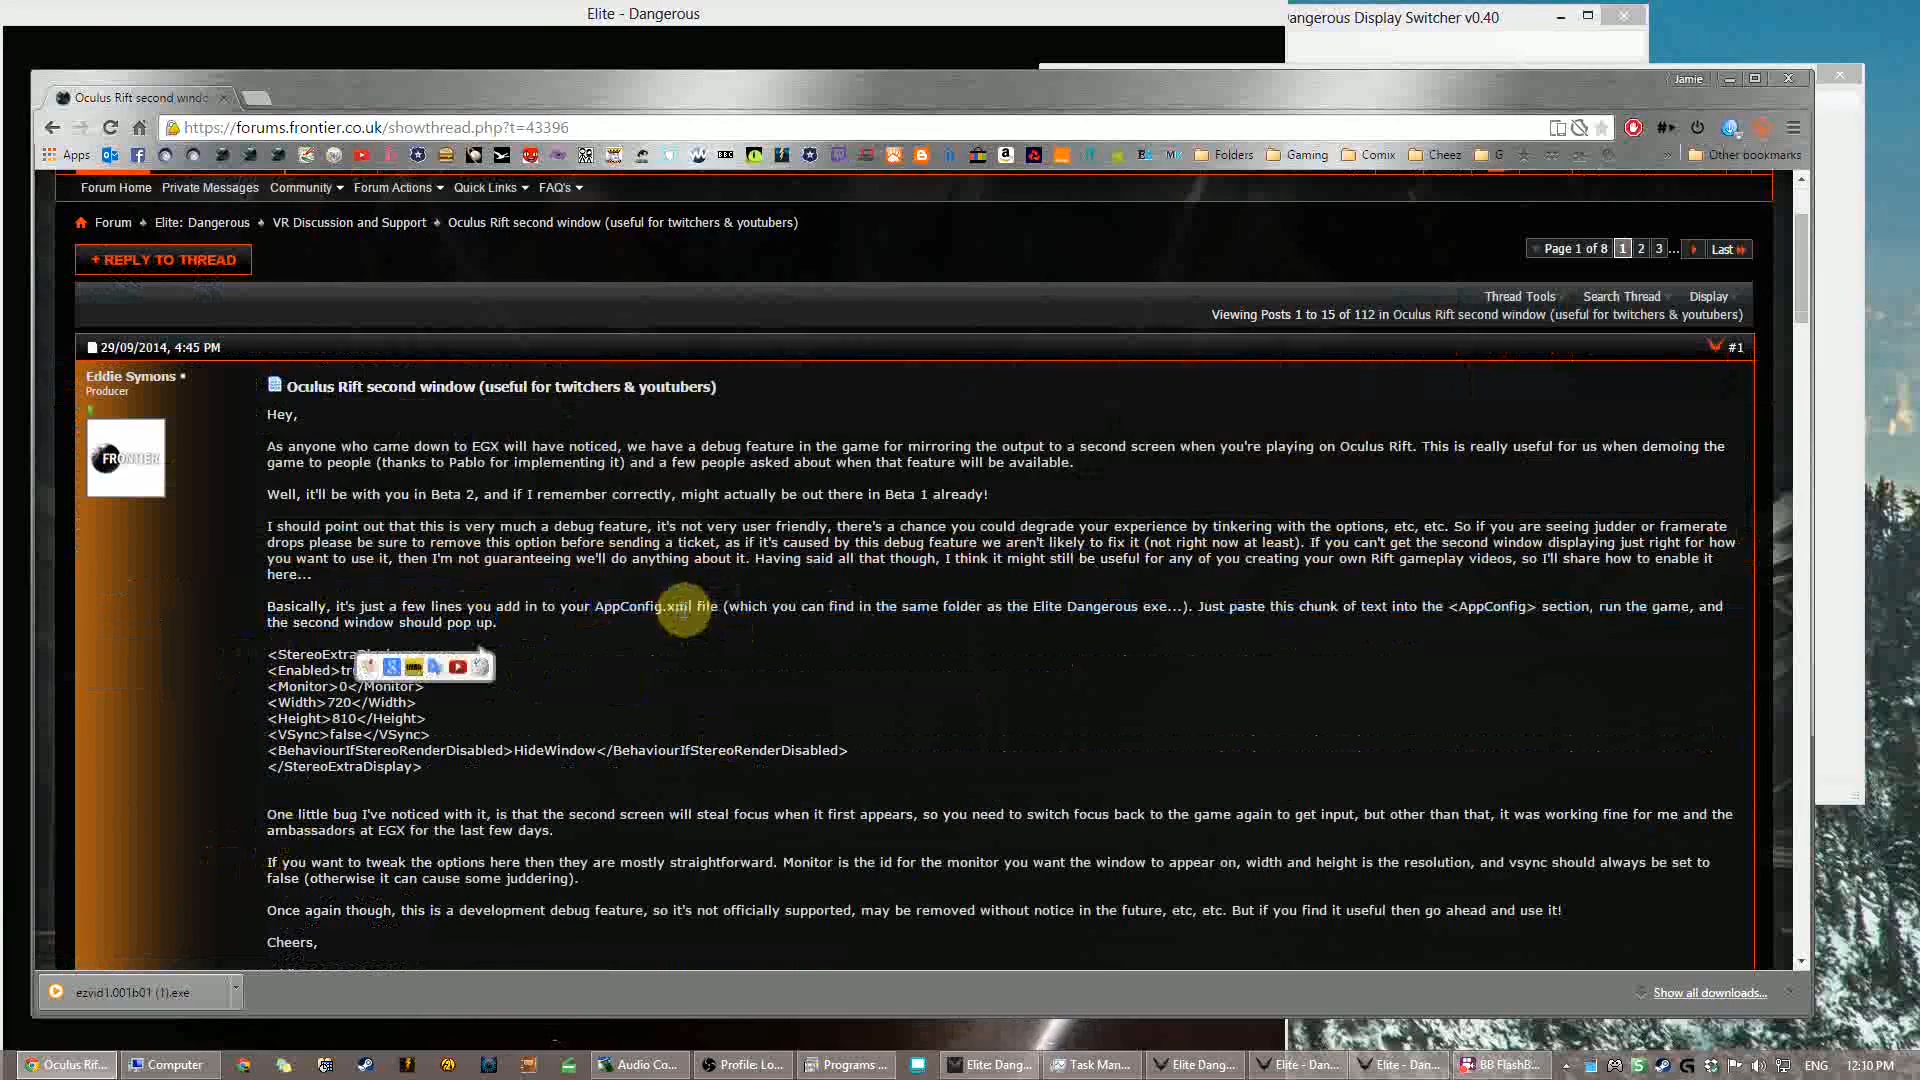 Elite - Dangerous
angerous Display Switcher v0.40
Jamie
Oculus Rift second windo
https://forums.frontier.co.uk/showthread.php?t=43396
Apps
Folders
Gaming
Comix
Cheez
G
Other bookmarks
Forum Home Private Messages Community Forum Actions Quick Links FAQ's
Forum Elite: Dangerous VR Discussion and Support Oculus Rift second window (useful for twitchers & youtubers)
+ REPLY TO THREAD
Page 1 of 8 1 2 3 ... Last
Thread Tools Search Thread Display
Viewing Posts 1 to 15 of 112 in Oculus Rift second window (useful for twitchers & youtubers)
29/09/2014, 4:45 PM
#1
Eddie Symons
Producer
FRONTIER
Oculus Rift second window (useful for twitchers & youtubers)
Hey,
As anyone who came down to EGX will have noticed, we have a debug feature in the game for mirroring the output to a second screen when you're playing on Oculus Rift. This is really useful for us when demoing the
game to people (thanks to Pablo for implementing it) and a few people asked about when that feature will be available.
Well, it'll be with you in Beta 2, and if I remember correctly, might actually be out there in Beta 1 already!
I should point out that this is very much a debug feature, it's not very user friendly, there's a chance you could degrade your experience by tinkering with the options, etc, etc. So if you are seeing judder or framerate
drops please be sure to remove this option before sending a ticket, as if it's caused by this debug feature we aren't likely to fix it (not right now at least). If you can't get the second window displaying just right for how
you want to use it, then I'm not guaranteeing we'll do anything about it. Having said all that though, I think it might still be useful for any of you creating your own Rift gameplay videos, so I'll share how to enable it
here...
Basically, it's just a few lines you add in to your AppConfig.xml file (which you can find in the same folder as the Elite Dangerous exe...). Just paste this chunk of text into the <AppConfig> section, run the game, and
the second window should pop up.
<StereoExtra
<Enabled>tr
<Monitor>0</Monitor>
<Width>720</Width>
<Height>810</Height>
<VSync>false</VSync>
<BehaviourIfStereoRenderDisabled>HideWindow</BehaviourIfStereoRenderDisabled>
</StereoExtraDisplay>
One little bug I've noticed with it, is that the second screen will steal focus when it first appears, so you need to switch focus back to the game again to get input, but other than that, it was working fine for me and the
ambassadors at EGX for the last few days.
If you want to tweak the options here then they are mostly straightforward. Monitor is the id for the monitor you want the window to appear on, width and height is the resolution, and vsync should always be set to
false (otherwise it can cause some juddering).
Once again though, this is a development debug feature, so it's not officially supported, may be removed without notice in the future, etc, etc. But if you find it useful then go ahead and use it!
Cheers,
ezvid1.001b01 (1).exe
Show all downloads...
Oculus Rif...
Computer
Audio Co...
Profile: Lo...
Programs ...
Elite: Dang...
Task Man...
Elite Dang...
Elite - Dan...
Elite - Dan...
BB FlashB...
ENG
12:10 PM